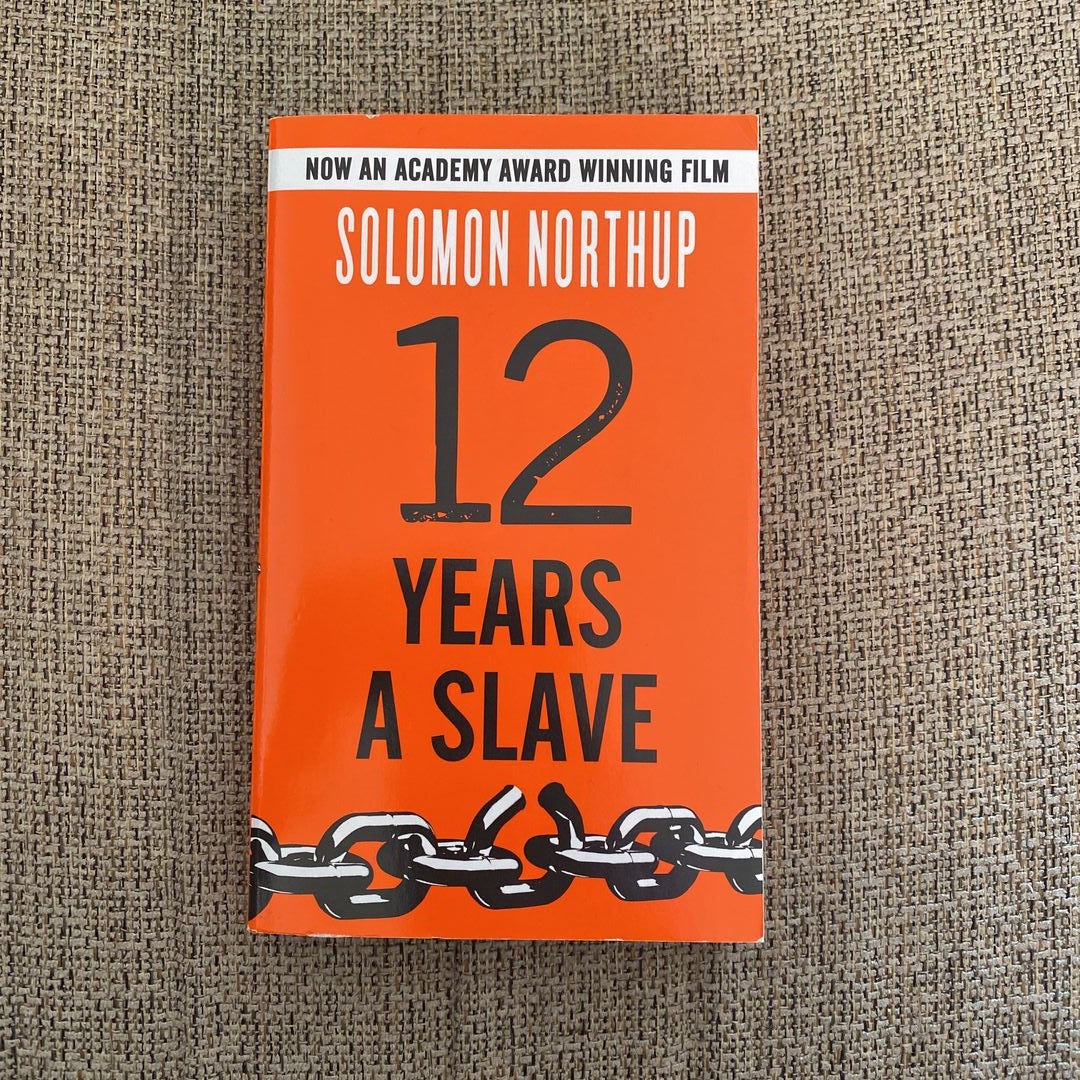 NOW AN ACADEMY AWARD WINNING FILM
SOLOMON NORTHUP
12
YEARS
A SLAVE